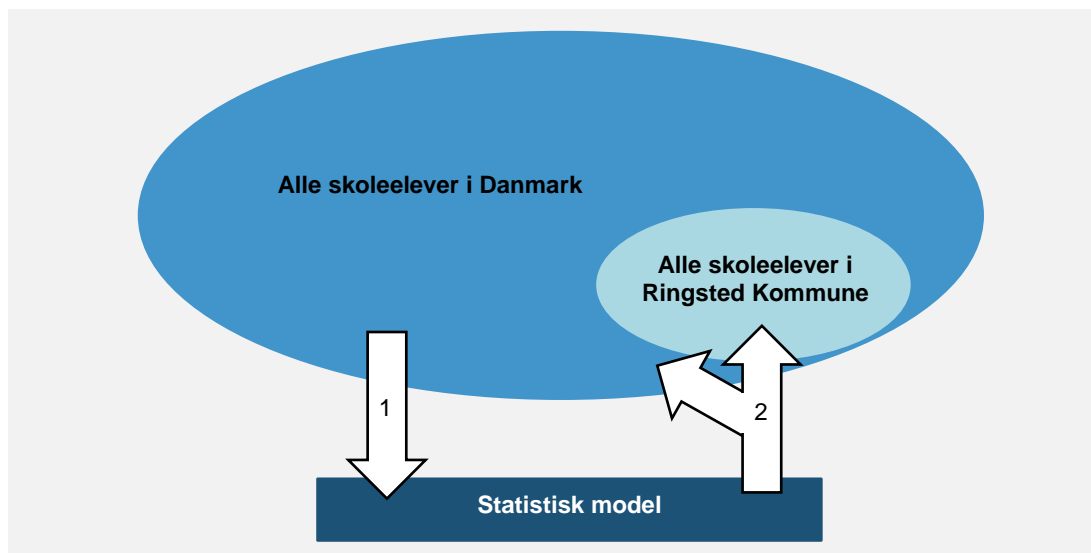 Alle skoleelever i Danmark
Alle skoleelever i
Ringsted Kommune
1
2
Statistisk model